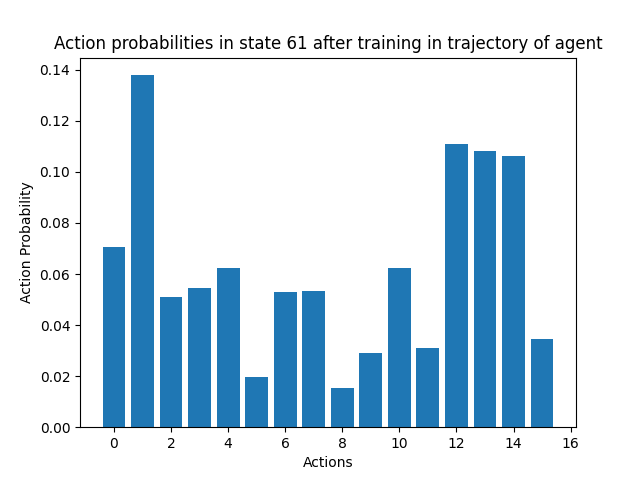 Action probabilities in state 61 after training in trajectory of agent
0.14
0.12
0.10
0.08
0.06
0.04
0.02
0.00
Action Probability
0 2 4 6 8 10 12 14 16
Actions